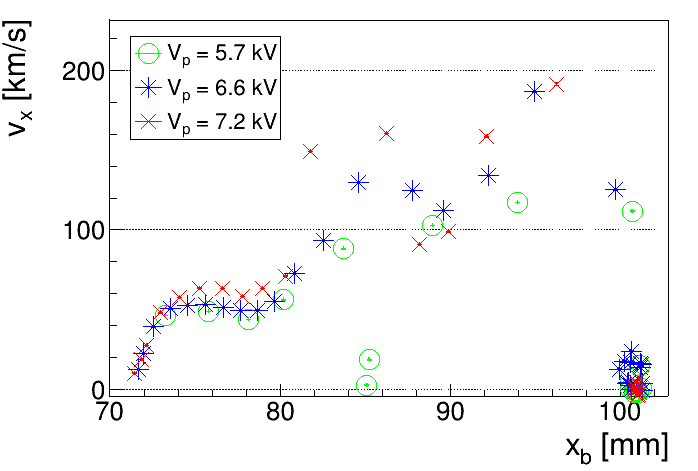 v_x [km/s]
V_p = 5.7 kV
V_p = 6.6 kV
V_p = 7.2 kV
200
100
0
70 80 90 100
x_b [mm]